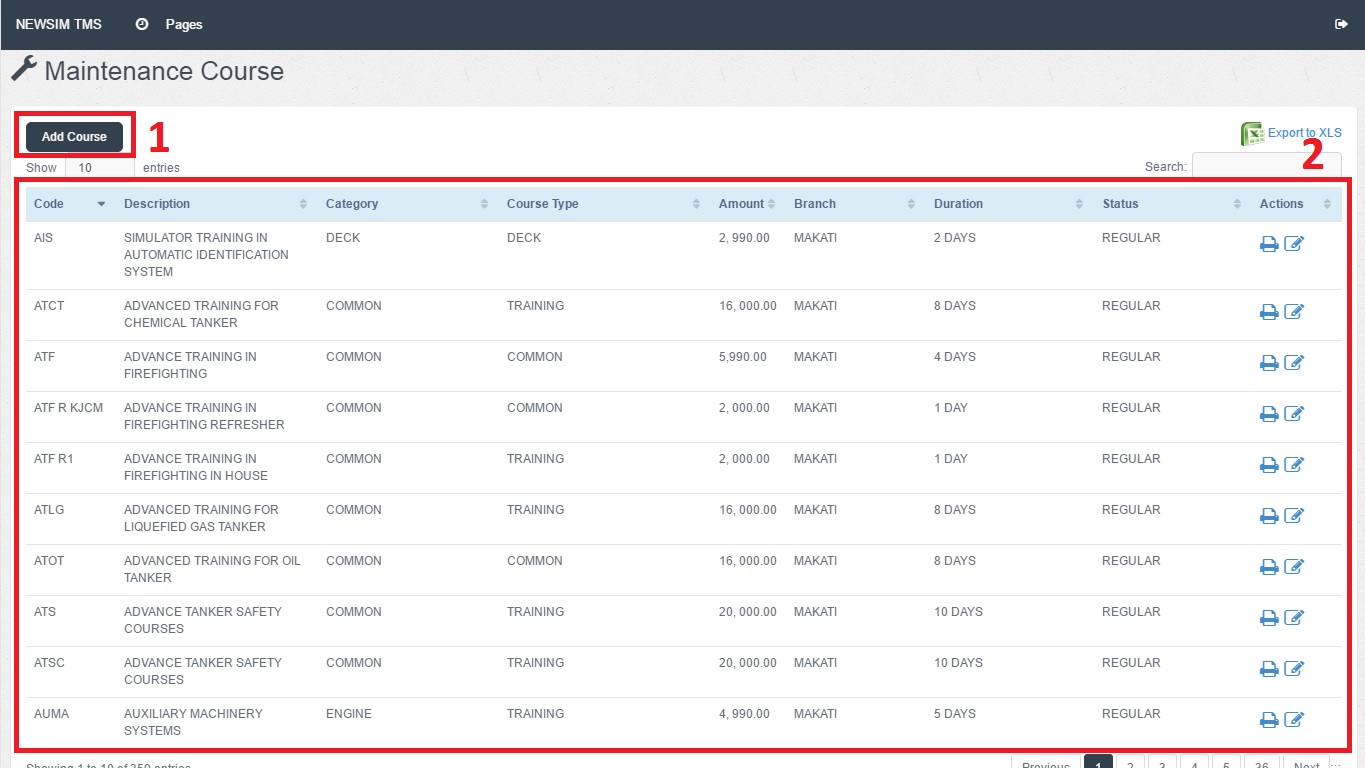 NEWSIM TMS Pages
Maintenance Course
Add Course 1 Export to XLS
Show 10 entries Search: 2
Code Description Category Course Type Amount Branch Duration Status Actions
AIS SIMULATOR TRAINING IN DECK DECK 2, 990.00 MAKATI 2 DAYS REGULAR
AUTOMATIC IDENTIFICATION
SYSTEM
ATCT ADVANCED TRAINING FOR COMMON TRAINING 16, 000.00 MAKATI 8 DAYS REGULAR
CHEMICAL TANKER
ATF ADVANCE TRAINING IN COMMON COMMON 5,990.00 MAKATI 4 DAYS REGULAR
FIREFIGHTING
ATF R KJCM ADVANCE TRAINING IN COMMON COMMON 2, 000.00 MAKATI 1 DAY REGULAR
FIREFIGHTING REFRESHER
ATF R1 ADVANCE TRAINING IN COMMON TRAINING 2, 000.00 MAKATI 1 DAY REGULAR
FIREFIGHTING IN HOUSE
ATLG ADVANCED TRAINING FOR COMMON TRAINING 16, 000.00 MAKATI 8 DAYS REGULAR
LIQUEFIED GAS TANKER
ATOT ADVANCED TRAINING FOR OIL COMMON COMMON 16, 000.00 MAKATI 8 DAYS REGULAR
TANKER
ATS ADVANCE TANKER SAFETY COMMON TRAINING 20, 000.00 MAKATI 10 DAYS REGULAR
COURSES
ATSC ADVANCE TANKER SAFETY COMMON TRAINING 20, 000.00 MAKATI 10 DAYS REGULAR
COURSES
AUMA AUXILIARY MACHINERY ENGINE TRAINING 4, 990.00 MAKATI 5 DAYS REGULAR
SYSTEMS
Showing 1 to 10 of entries Previous 1 2 3 4 5 36 Next